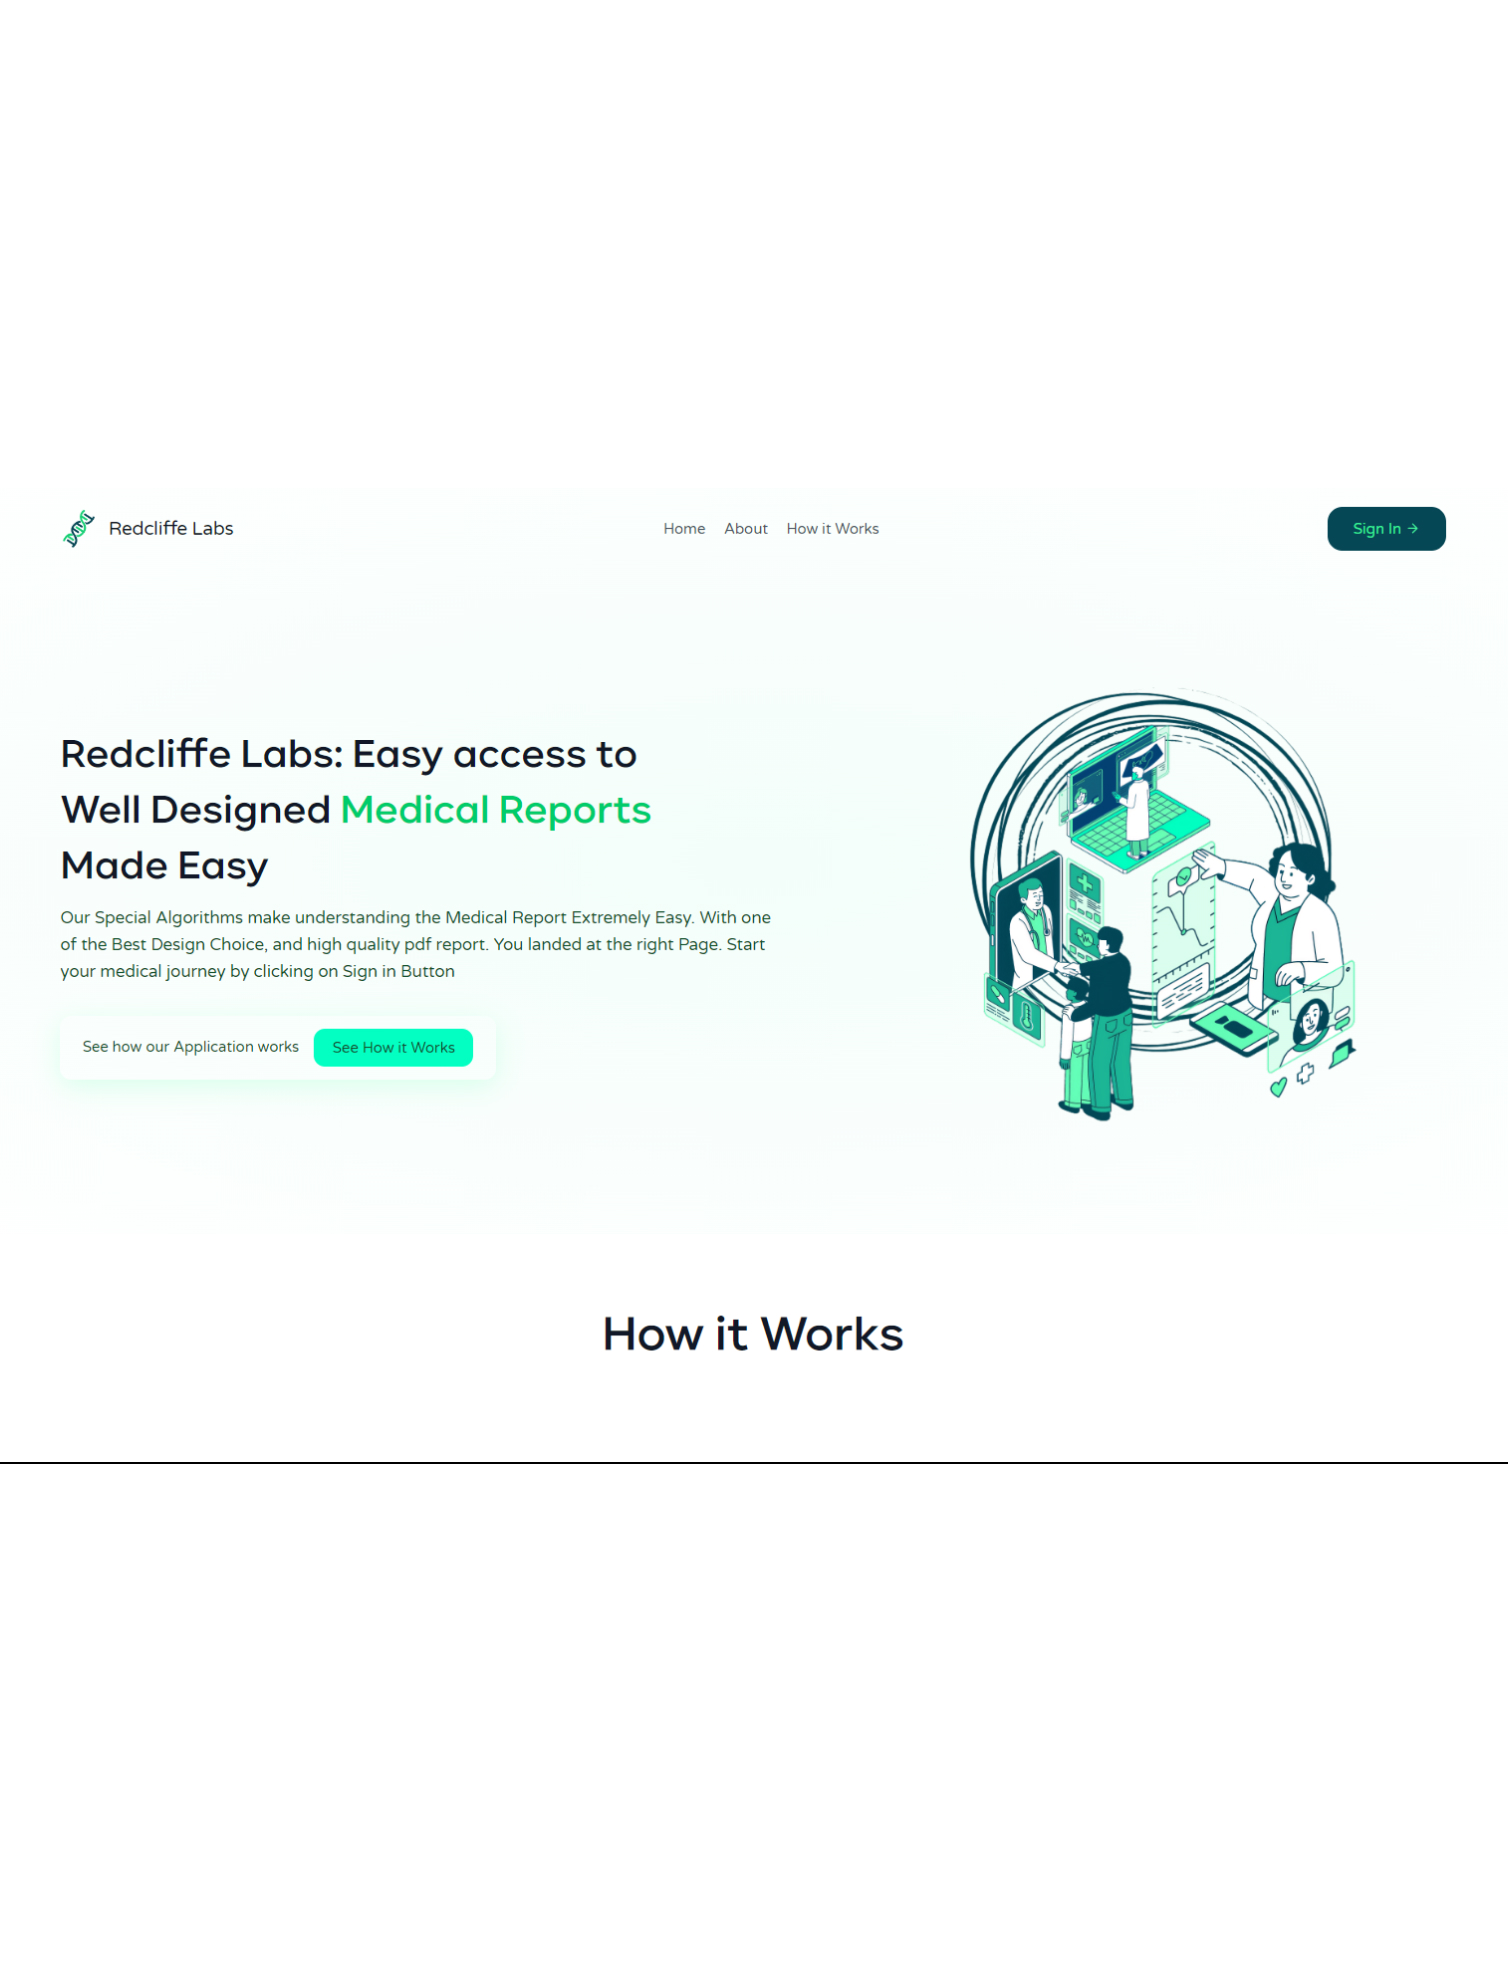 Redcliffe Labs
Home About How it Works
Sign In →
Redcliffe Labs: Easy access to
Well Designed Medical Reports
Made Easy
Our Special Algorithms make understanding the Medical Report Extremely Easy. With one
of the Best Design Choice, and high quality pdf report. You landed at the right Page. Start
your medical journey by clicking on Sign in Button
See how our Application works
See How it Works
How it Works